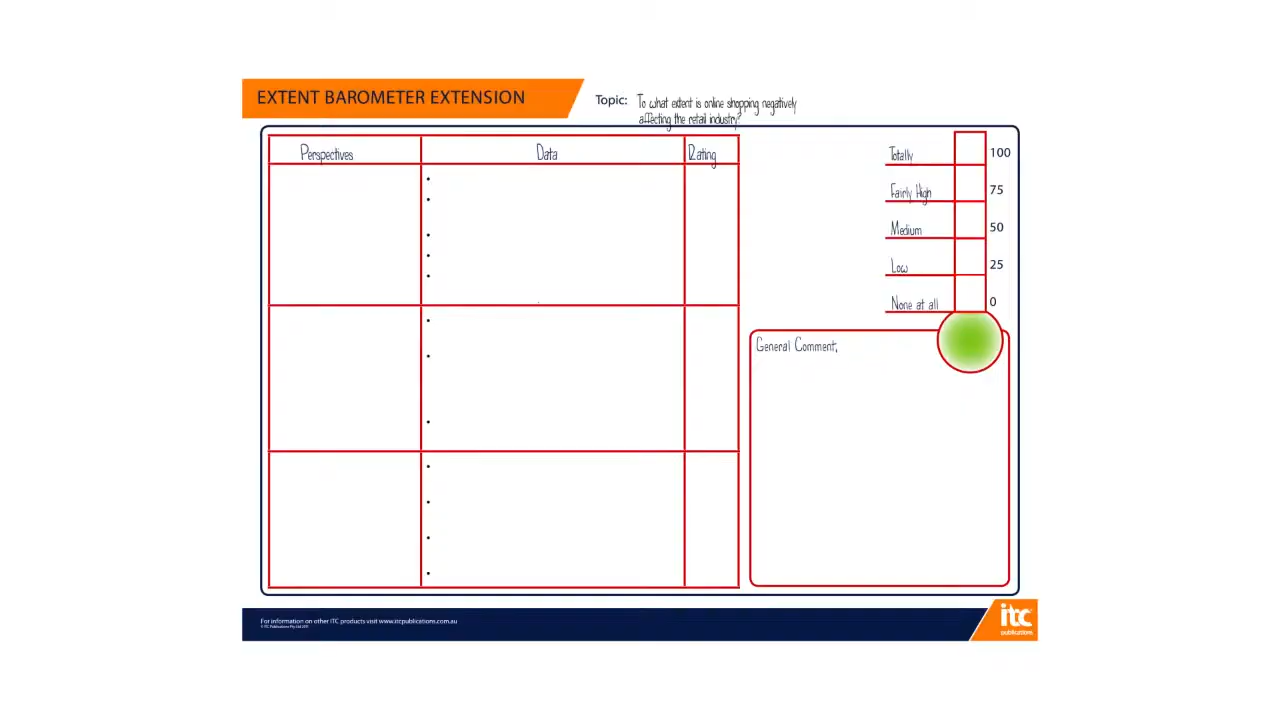 EXTENT BAROMETER EXTENSION
Topic: To what extent is online shopping negatively
affecting the retail industry?
Perspectives Data Rating
Totally 100
Fairly High 75
Medium 50
Low 25
None at all 0
General Comment,
For information on other ITC products visit www.itcpublications.com.au
itc
publications